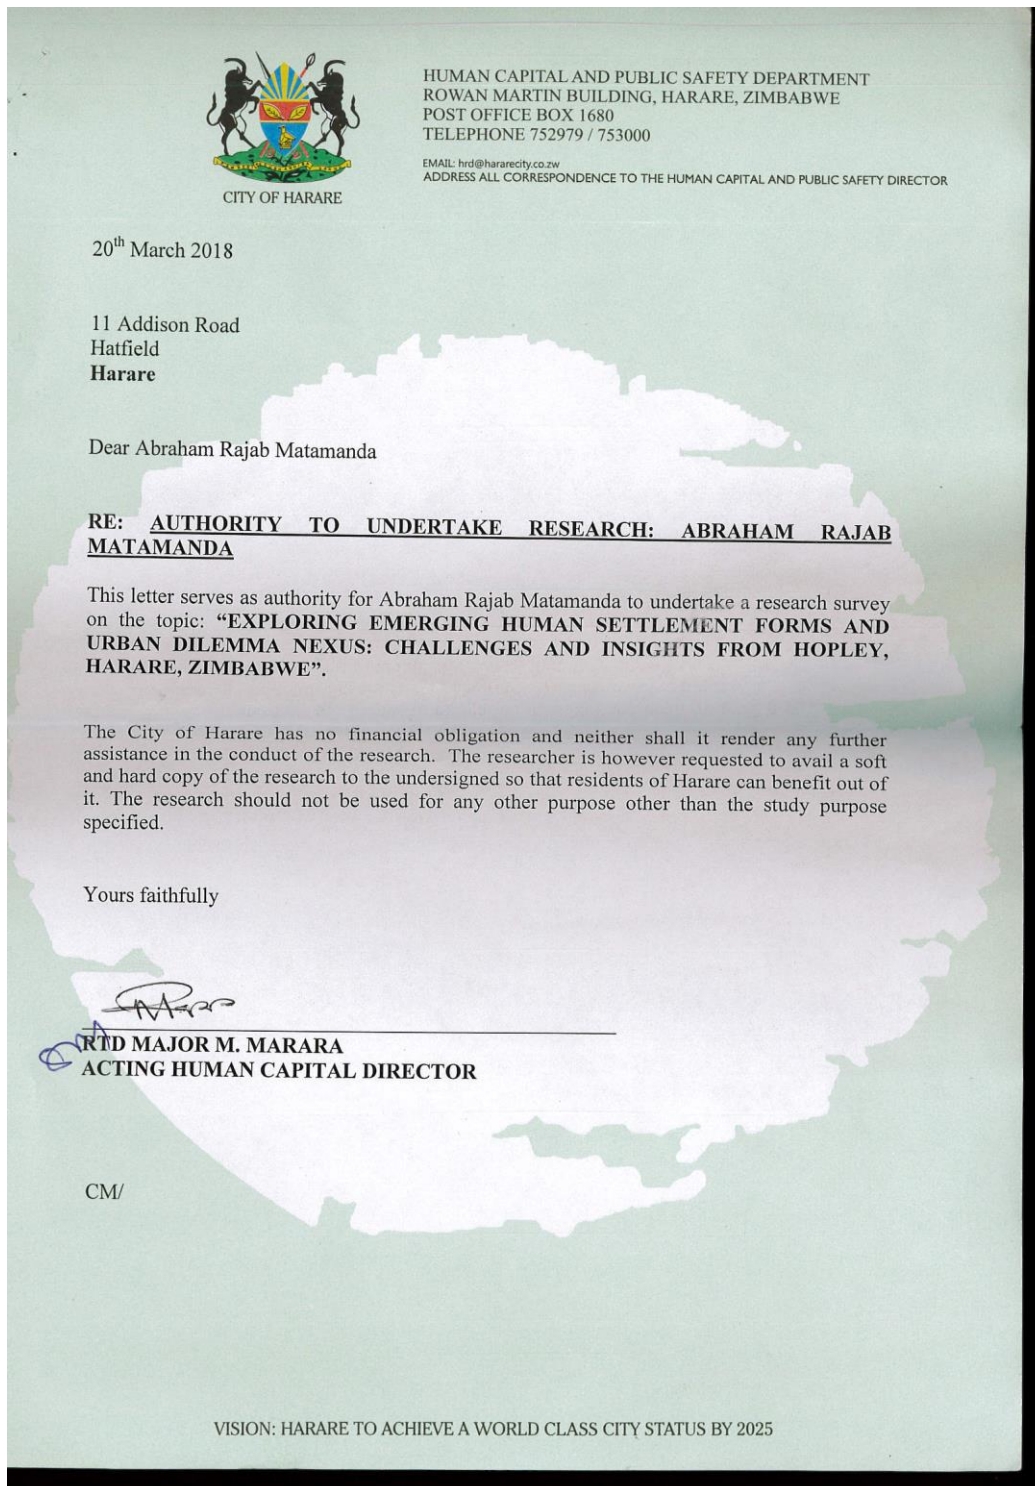 HUMAN CAPITAL AND PUBLIC SAFETY DEPARTMENT
ROWAN MARTIN BUILDING, HARARE, ZIMBABWE
POST OFFICE BOX 1680
TELEPHONE 752979 / 753000
EMAIL: hrd@hararecity.co.zw
ADDRESS ALL CORRESPONDENCE TO THE HUMAN CAPITAL AND PUBLIC SAFETY DIRECTOR
CITY OF HARARE
20th March 2018
11 Addison Road
Hatfield
Harare
Dear Abraham Rajab Matamanda
RE: AUTHORITY TO UNDERTAKE RESEARCH: ABRAHAM RAJAB
MATAMANDA
This letter serves as authority for Abraham Rajab Matamanda to undertake a research survey
on the topic: “EXPLORING EMERGING HUMAN SETTLEMENT FORMS AND
URBAN DILEMMA NEXUS: CHALLENGES AND INSIGHTS FROM HOPLEY,
HARARE, ZIMBABWE”.
The City of Harare has no financial obligation and neither shall it render any further
assistance in the conduct of the research. The researcher is however requested to avail a soft
and hard copy of the research to the undersigned so that residents of Harare can benefit out of
it. The research should not be used for any other purpose other than the study purpose
specified.
Yours faithfully
RTD MAJOR M. MARARA
ACTING HUMAN CAPITAL DIRECTOR
CM/
VISION: HARARE TO ACHIEVE A WORLD CLASS CITY STATUS BY 2025